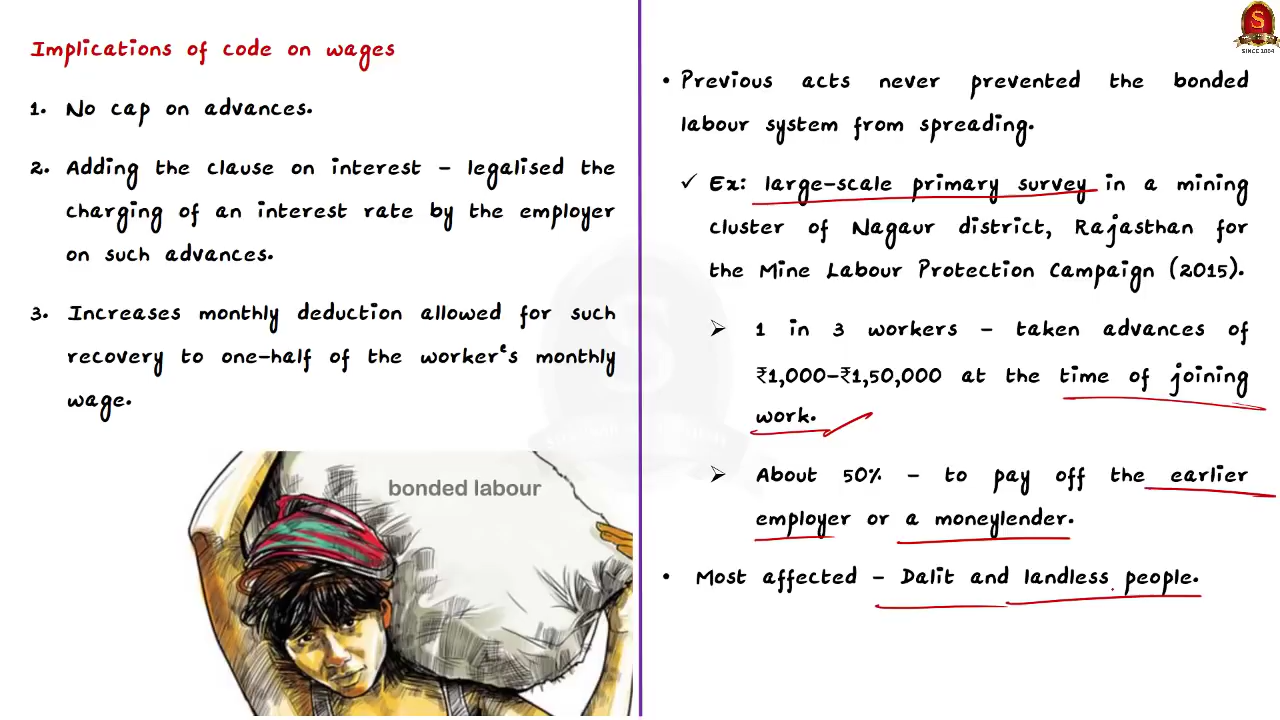 Implications of code on wages
1. No cap on advances.
2. Adding the clause on interest – legalised the
charging of an interest rate by the employer
on such advances.
3. Increases monthly deduction allowed for such
recovery to one-half of the worker‘s monthly
wage.
bonded labour
S
SINCE 2004
• Previous acts never prevented the bonded
labour system from spreading.
✓ Ex: large-scale primary survey in a mining
cluster of Nagaur district, Rajasthan for
the Mine Labour Protection Campaign (2015).
➢ 1 in 3 workers – taken advances of
₹1,000–₹1,50,000 at the time of joining
work.
➢ About 50% – to pay off the earlier
employer or a moneylender.
• Most affected – Dalit and landless people.